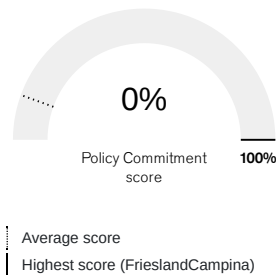 0%
Policy Commitment
score
100%
Average score
Highest score (FrieslandCampina)